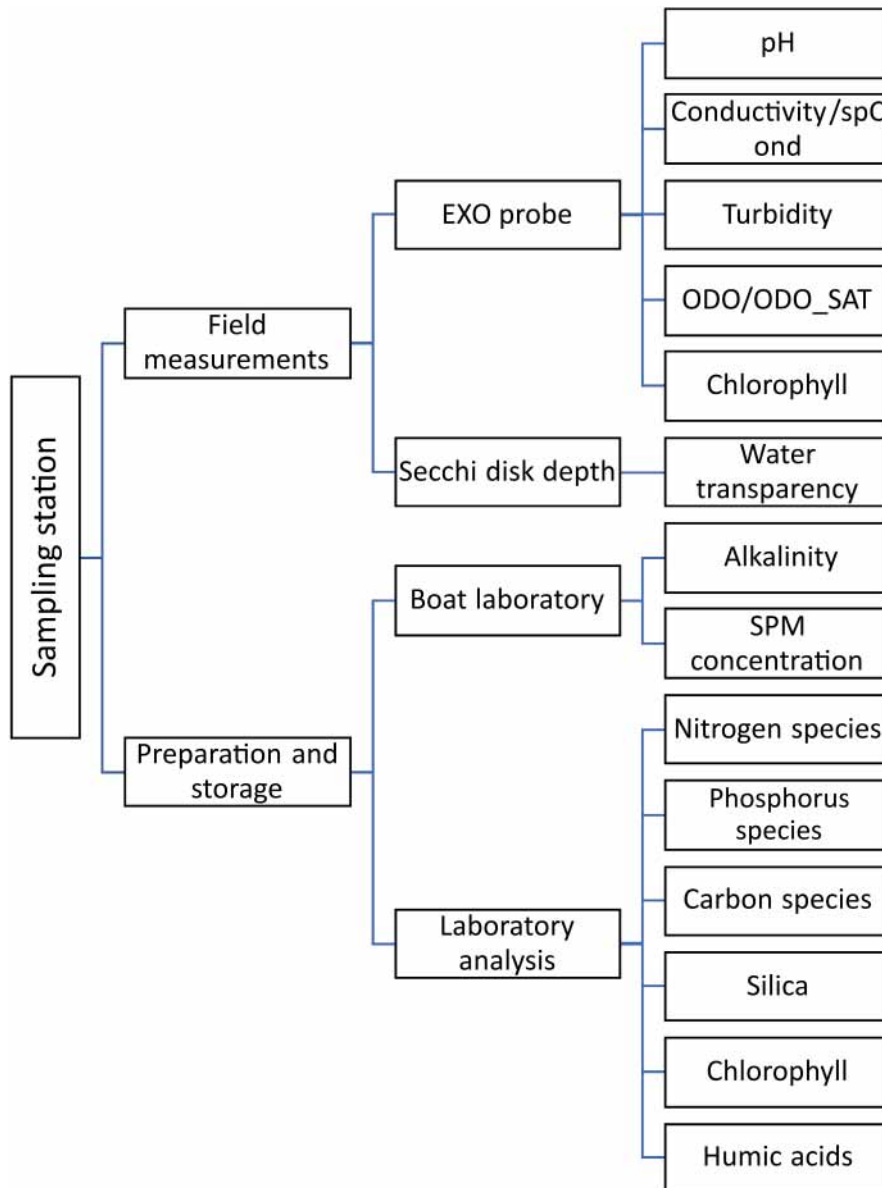 Sampling station
Field
measurements
Preparation and
storage
EXO probe
Secchi disk depth
Boat laboratory
Laboratory
analysis
pH
Conductivity/spC
ond
Turbidity
ODO/ODO_SAT
Chlorophyll
Water
transparency
Alkalinity
SPM
concentration
Nitrogen species
Phosphorus
species
Carbon species
Silica
Chlorophyll
Humic acids